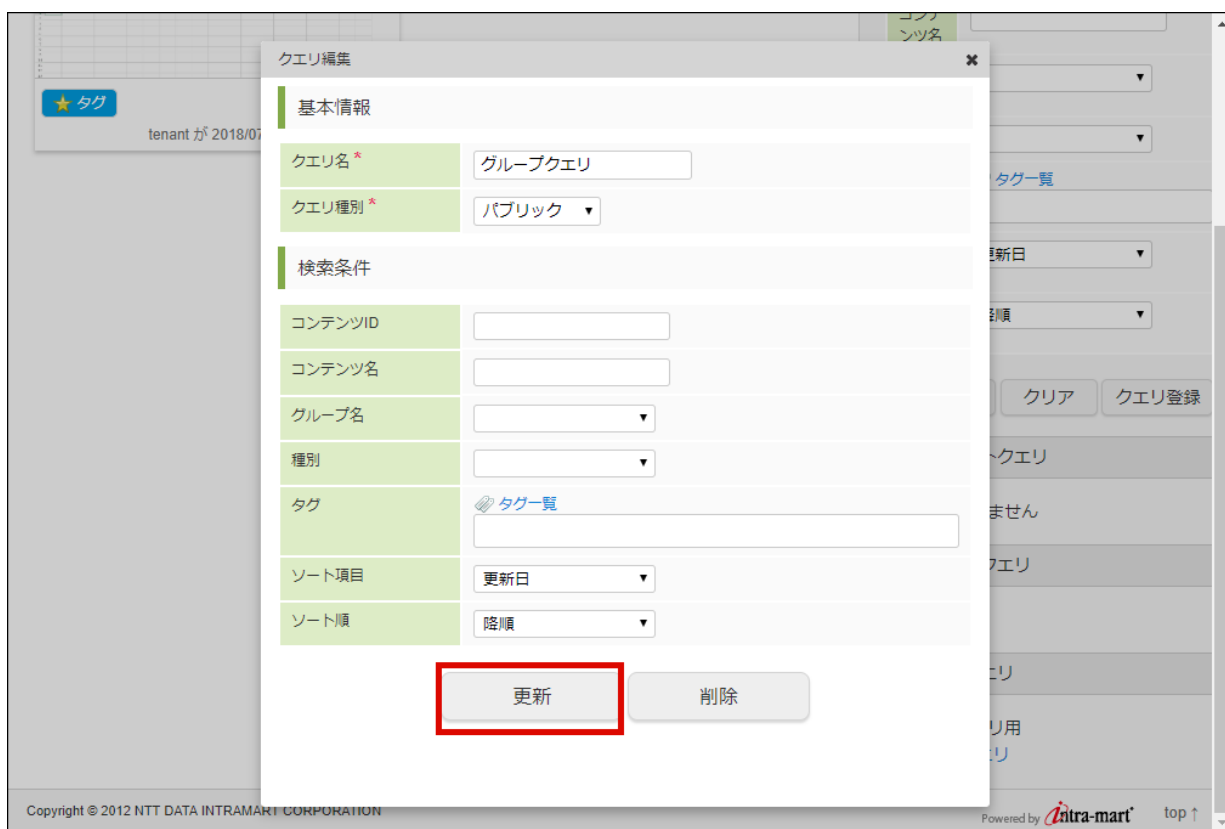 コンテンツ名
クエリ編集
タグ
基本情報
tenant が 2018/07
クエリ名 *
グループクエリ
タグ一覧
クエリ種別 *
パブリック
更新日
検索条件
降順
コンテンツID
コンテンツ名
クリア
クエリ登録
グループ名
クエリ
種別
タグ
タグ一覧
ません
クエリ
ソート項目
更新日
ソート順
降順
エリ
更新
削除
リ用
エリ
Copyright © 2012 NTT DATA INTRAMART CORPORATION
Powered by intra-mart
top ↑